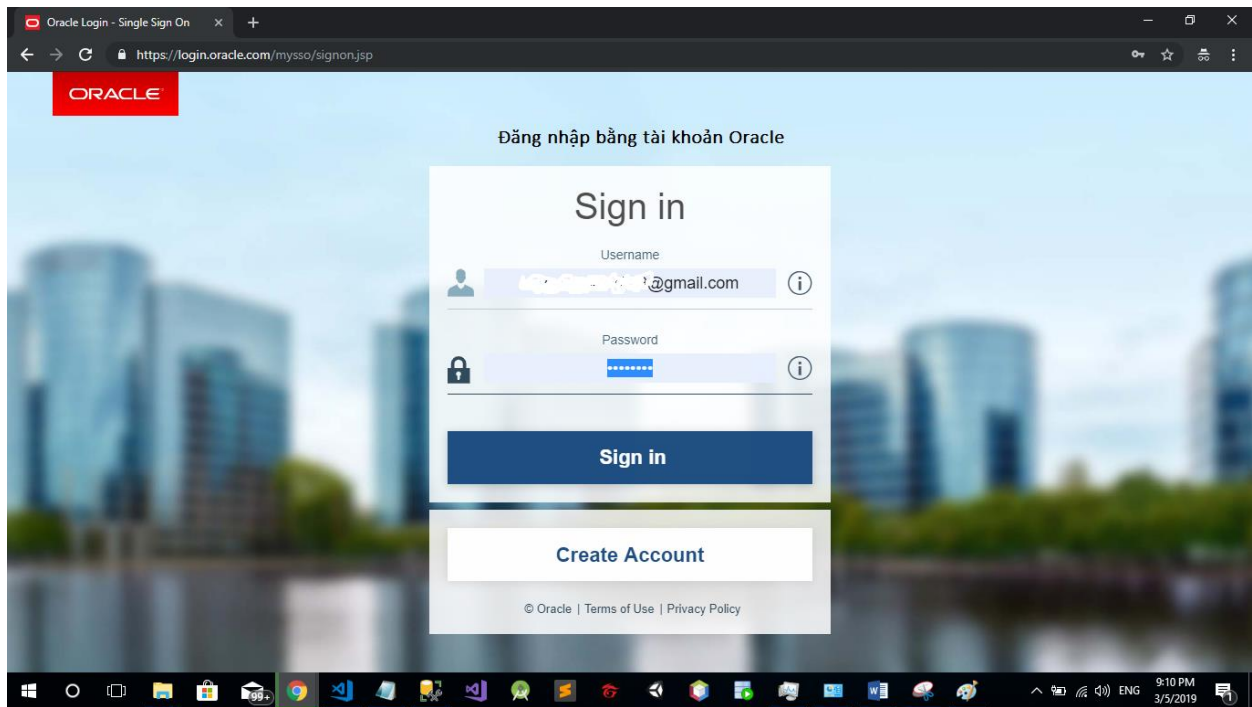 Oracle Login - Single Sign On
https://login.oracle.com/mysso/signon.jsp
ORACLE
Đăng nhập bằng tài khoản Oracle
Sign in
Username
@gmail.com
Password
Sign in
Create Account
© Oracle | Terms of Use | Privacy Policy
99+
ENG
9:10 PM
3/5/2019